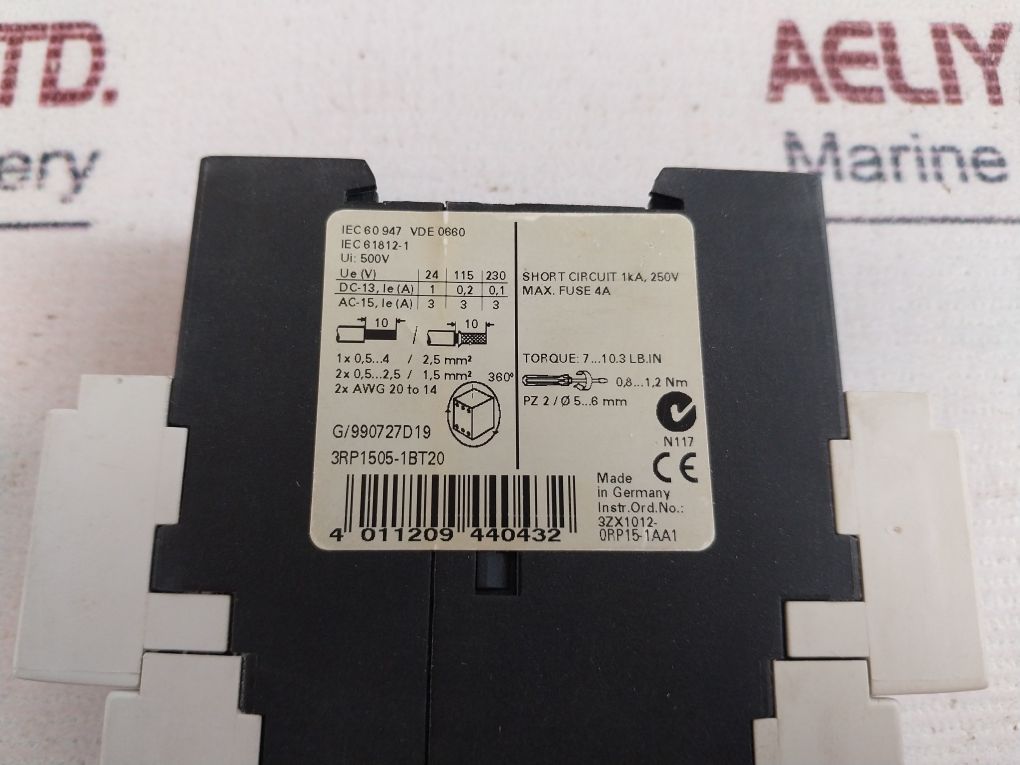 TD.
AELIY
ery
Marine
IEC 60 947 VDE 0660
IEC 61812-1
Ui: 500V
Ue (V) 24 115 230
DC-13, Ie (A) 1 0,2 0,1
AC-15, Ie (A) 3 3 3
10 / 10
1x 0,5...4 / 2,5 mm²
2x 0,5...2,5 / 1,5 mm²
2x AWG 20 to 14
360°
G/990727D19
3RP1505-1BT20
SHORT CIRCUIT 1kA, 250V
MAX. FUSE 4A
TORQUE: 7...10.3 LB.IN
0,8...1,2 Nm
PZ 2 / Ø 5...6 mm
N117
CE
Made
in Germany
Instr.Ord.No.:
3ZX1012-
0RP15-1AA1
4 011209 440432